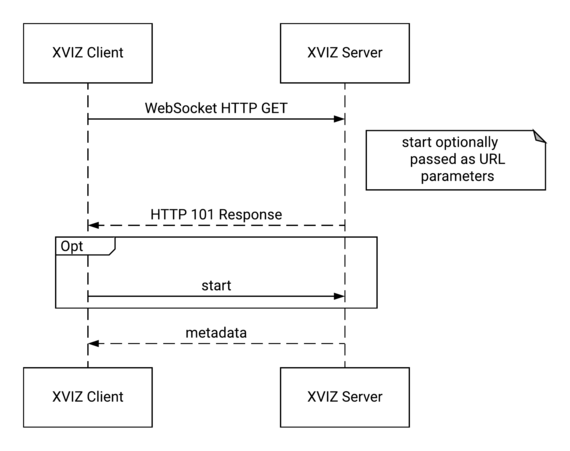 XVIZ Client
XVIZ Server
WebSocket HTTP GET
start optionally
passed as URL
parameters
HTTP 101 Response
Opt
start
metadata
XVIZ Client
XVIZ Server